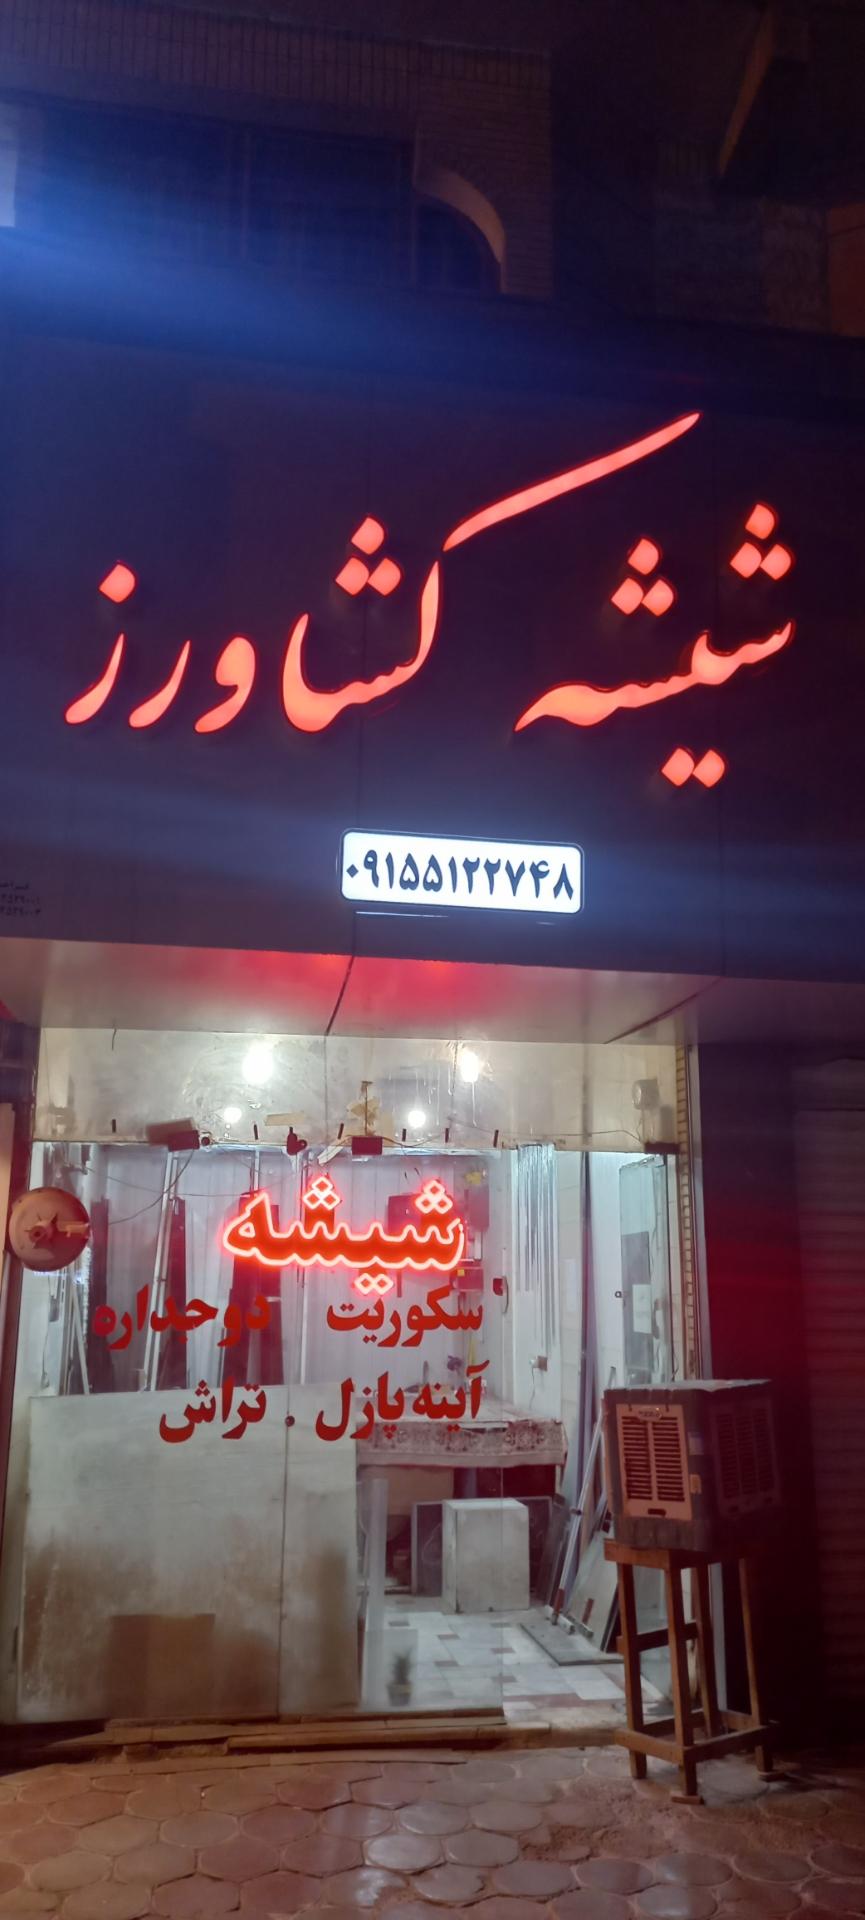 شیشه کشاورز
۰۹۱۵۵۱۲۲۷۴۸
شیشه
سکوریت دوجداره
آینه پازل . تراش